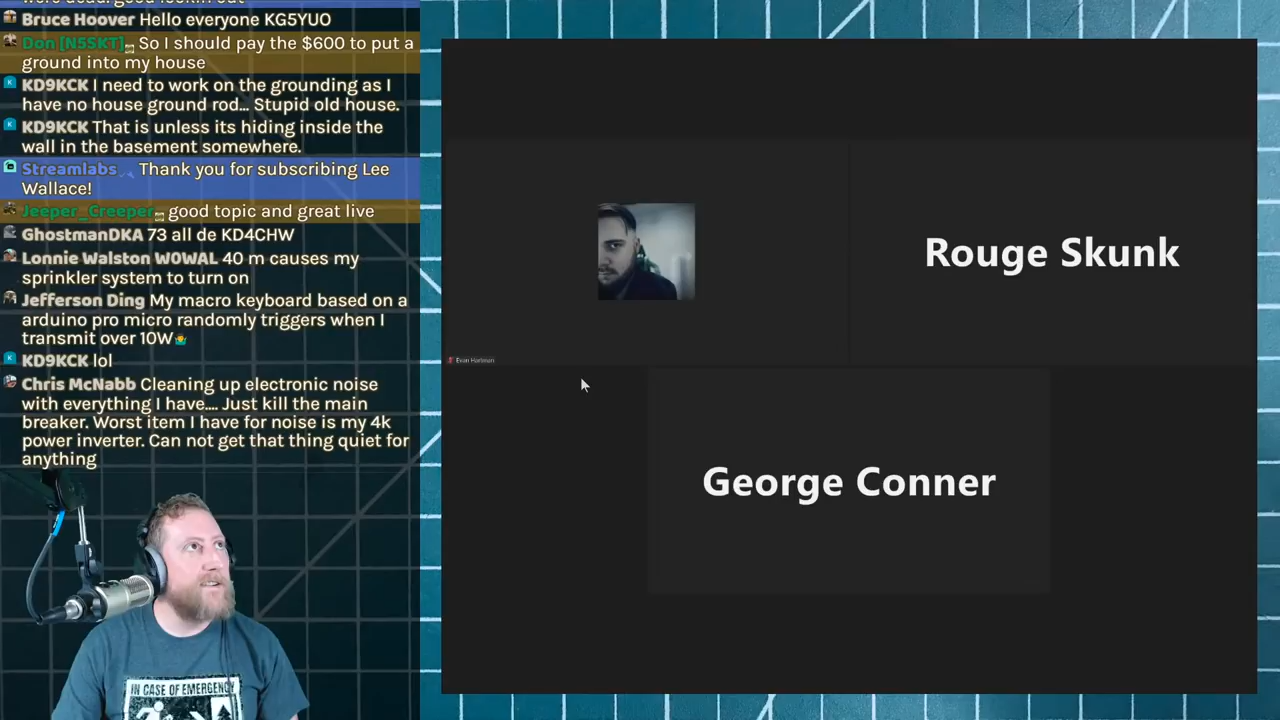 Bruce Hoover Hello everyone KG5YUO
Don [N5SKT] So I should pay the $600 to put a
ground into my house
KD9KCK I need to work on the grounding as I
have no house ground rod... Stupid old house.
KD9KCK That is unless its hiding inside the
wall in the basement somewhere.
Streamlabs Thank you for subscribing Lee
Wallace!
Jeeper_Creeper good topic and great live
GhostmanDKA 73 all de KD4CHW
Lonnie Walston W0WAL 40 m causes my
sprinkler system to turn on
Jefferson Ding My macro keyboard based on a
arduino pro micro randomly triggers when I
transmit over 10W
KD9KCK lol
Chris McNabb Cleaning up electronic noise
with everything I have.... Just kill the main
breaker. Worst item I have for noise is my 4k
power inverter. Can not get that thing quiet for
anything
IN CASE OF EMERGENCY
Evan Hartman
Rouge Skunk
George Conner